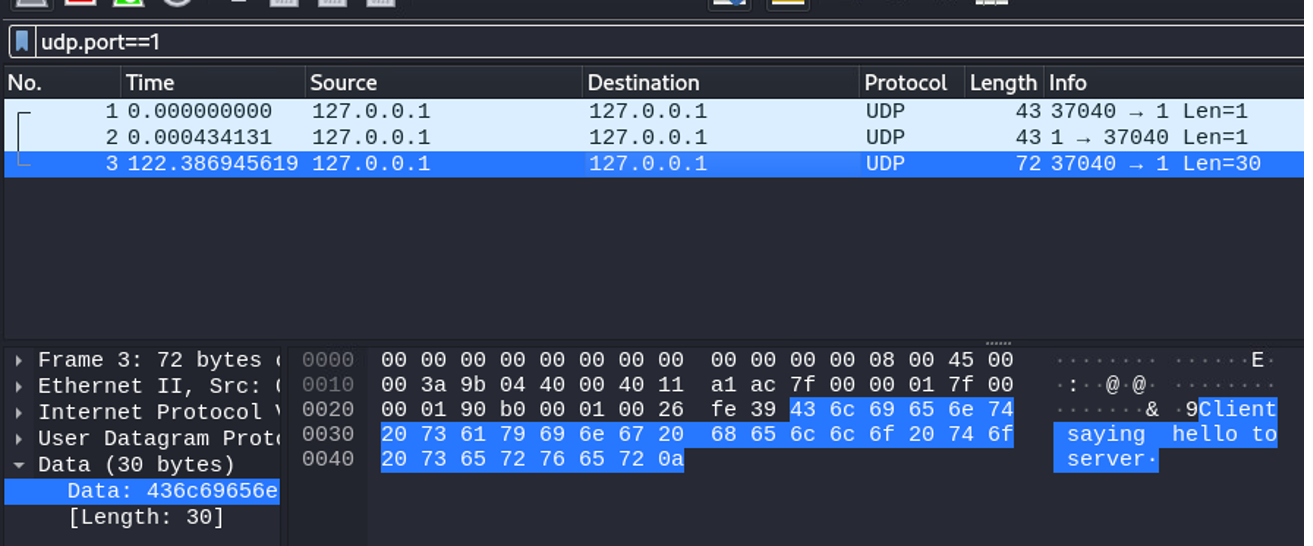 udp.port==1
No. Time Source Destination Protocol Length Info
1 0.000000000 127.0.0.1 127.0.0.1 UDP 43 37040 → 1 Len=1
2 0.000434131 127.0.0.1 127.0.0.1 UDP 43 1 → 37040 Len=1
3 122.386945619 127.0.0.1 127.0.0.1 UDP 72 37040 → 1 Len=30
Frame 3: 72 bytes 0000 00 00 00 00 00 00 00 00 00 00 00 00 08 00 45 00 ········ ······E·
Ethernet II, Src: 0010 00 3a 9b 04 40 00 40 11 a1 ac 7f 00 00 01 7f 00 ·:··@·@· ········
Internet Protocol 0020 00 01 90 b0 00 01 00 26 fe 39 43 6c 69 65 6e 74 ·······& ·9Client
User Datagram 0030 20 73 61 79 69 6e 67 20 68 65 6c 6c 6f 20 74 6f saying hello to
Data (30 bytes) 0040 20 73 65 72 76 65 72 0a server·
Data: 436c69656e
[Length: 30]